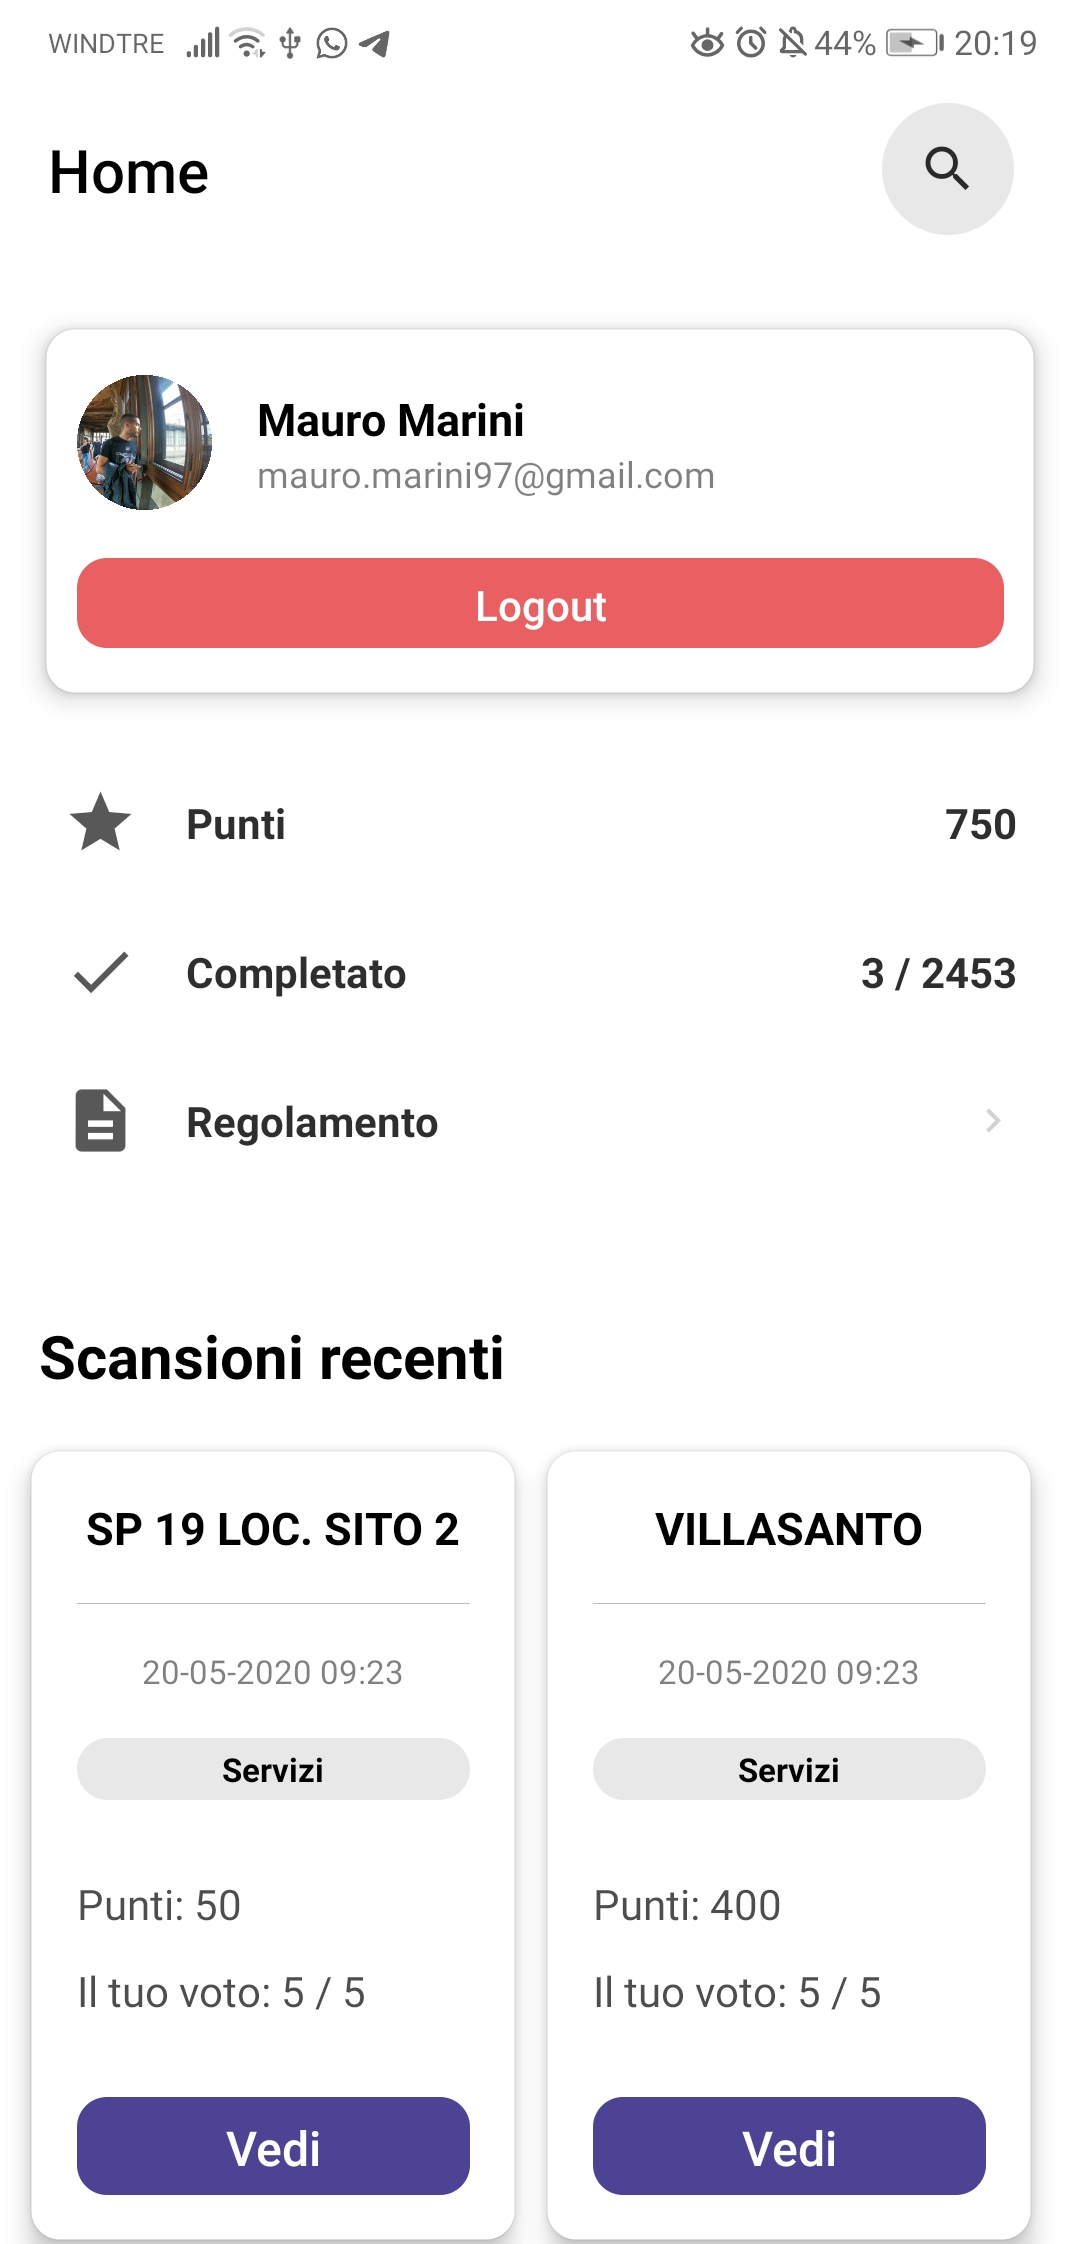 WINDTRE 44% 20:19
Home
Mauro Marini
mauro.marini97@gmail.com
Logout
Punti 750
Completato 3 / 2453
Regolamento
Scansioni recenti
SP 19 LOC. SITO 2
20-05-2020 09:23
Servizi
Punti: 50
Il tuo voto: 5 / 5
Vedi
VILLASANTO
20-05-2020 09:23
Servizi
Punti: 400
Il tuo voto: 5 / 5
Vedi